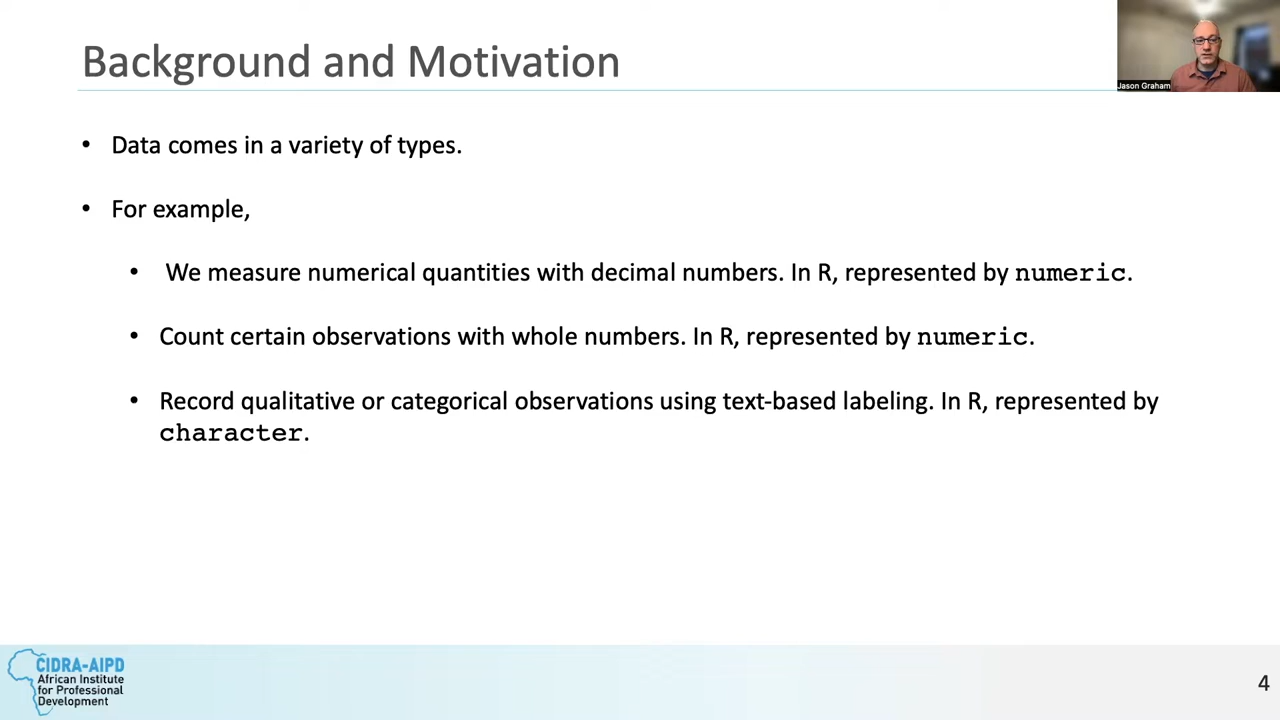 Background and Motivation
Jason Graham
• Data comes in a variety of types.
• For example,
• We measure numerical quantities with decimal numbers. In R, represented by numeric.
• Count certain observations with whole numbers. In R, represented by numeric.
• Record qualitative or categorical observations using text-based labeling. In R, represented by
character.
CIDRA-AIPD
African Institute
for Professional
Development
4